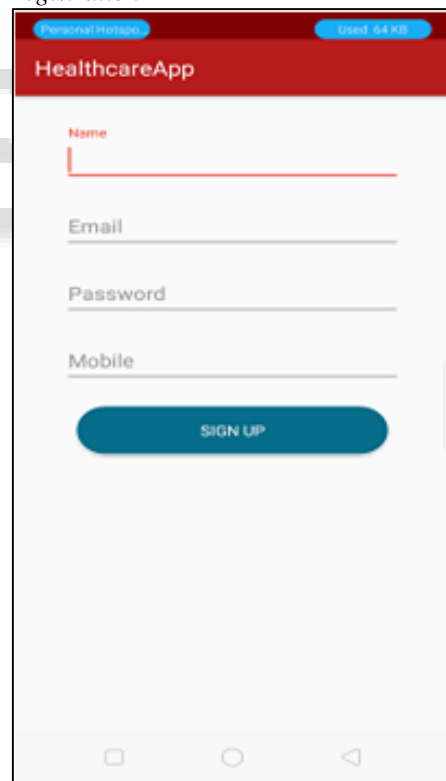 Personal Hotspo.. Used 64 KB
HealthcareApp
Name
Email
Password
Mobile
SIGN UP